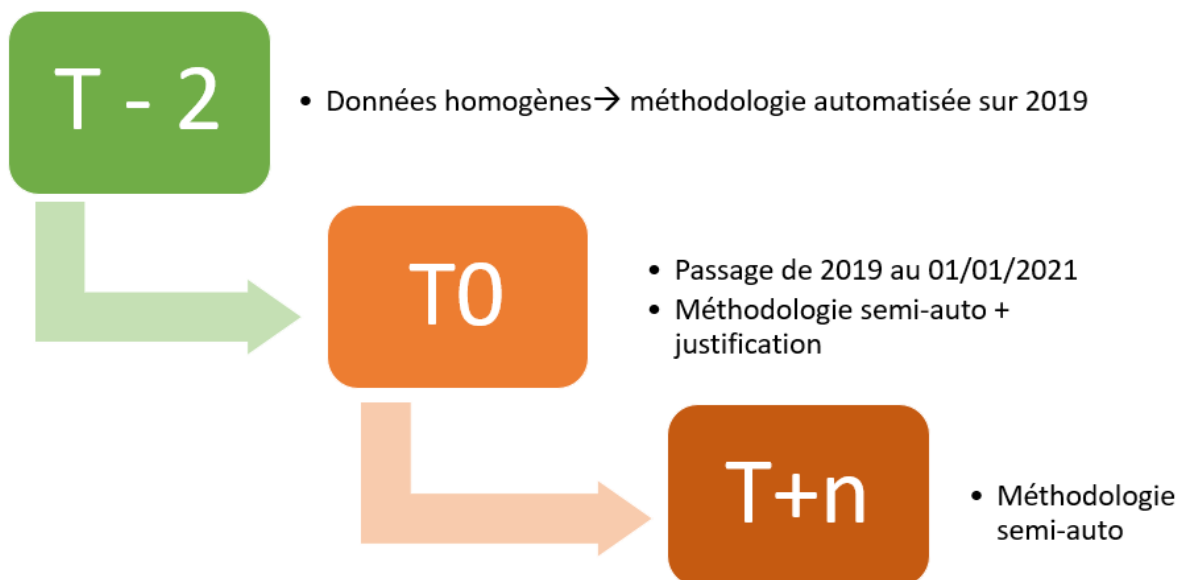 T - 2
• Données homogènes→ méthodologie automatisée sur 2019
T0
• Passage de 2019 au 01/01/2021
• Méthodologie semi-auto +
justification
T+n
• Méthodologie
semi-auto